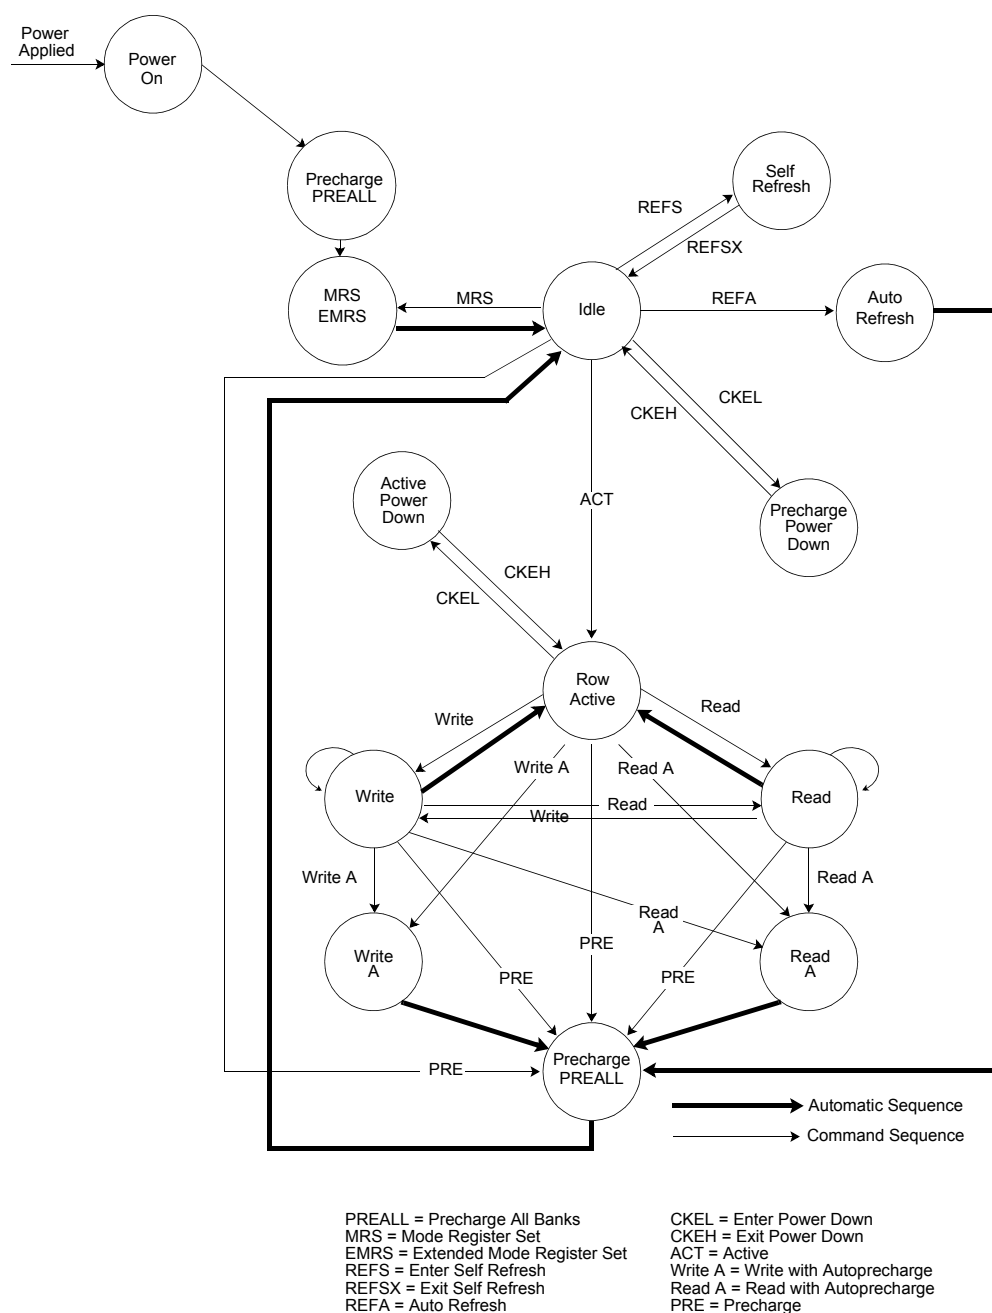 Power
Applied
Power
On
Precharge
PREALL
Self
Refresh
REFS
REFSX
MRS
EMRS
MRS
Idle
REFA
Auto
Refresh
CKEL
CKEH
Active
Power
Down
ACT
Precharge
Power
Down
CKEH
CKEL
Row
Active
Write
Read
Write A
Read A
Write
Read
Write
Read
Write A
Read A
Read
A
PRE
Write
A
Read
A
PRE
PRE
Precharge
PREALL
PRE
Automatic Sequence
Command Sequence
PREALL = Precharge All Banks
MRS = Mode Register Set
EMRS = Extended Mode Register Set
REFS = Enter Self Refresh
REFSX = Exit Self Refresh
REFA = Auto Refresh
CKEL = Enter Power Down
CKEH = Exit Power Down
ACT = Active
Write A = Write with Autoprecharge
Read A = Read with Autoprecharge
PRE = Precharge